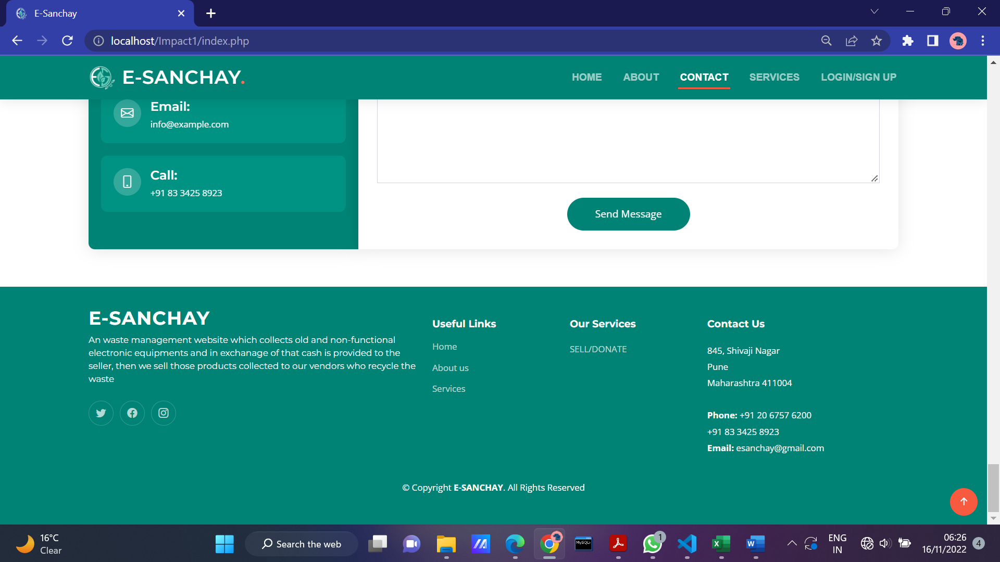 E-Sanchay
localhost/Impact1/index.php
E-SANCHAY.
HOME
ABOUT
CONTACT
SERVICES
LOGIN/SIGN UP
Email:
info@example.com
Call:
+91 83 3425 8923
Send Message
E-SANCHAY
An waste management website which collects old and non-functional
electronic equipments and in exchanage of that cash is provided to the
seller, then we sell those products collected to our vendors who recycle the
waste
Useful Links
Home
About us
Services
Our Services
SELL/DONATE
Contact Us
845, Shivaji Nagar
Pune
Maharashtra 411004
Phone: +91 20 6757 6200
+91 83 3425 8923
Email: esanchay@gmail.com
© Copyright E-SANCHAY. All Rights Reserved
16°C
Clear
Search the web
MySQL>
1
X
W
ENG
IN
06:26
16/11/2022
4